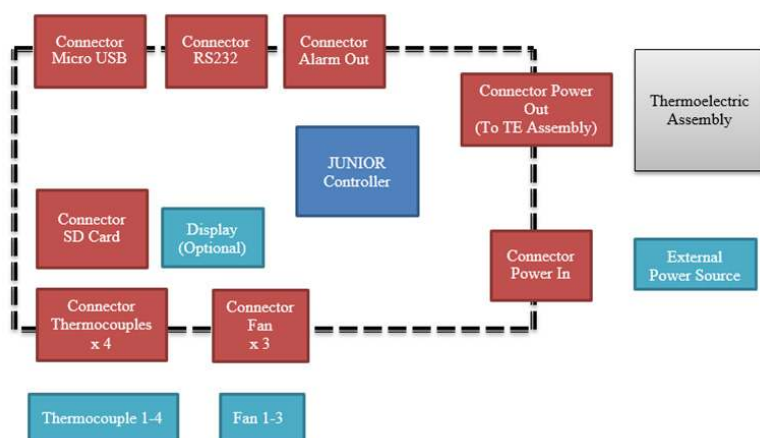 Connector
Micro USB
Connector
RS232
Connector
Alarm Out
Connector Power
Out
(To TE Assembly)
Thermoelectric
Assembly
JUNIOR
Controller
Connector
SD Card
Display
(Optional)
Connector
Power In
External
Power Source
Connector
Thermocouples
x 4
Connector
Fan
x 3
Thermocouple 1-4
Fan 1-3